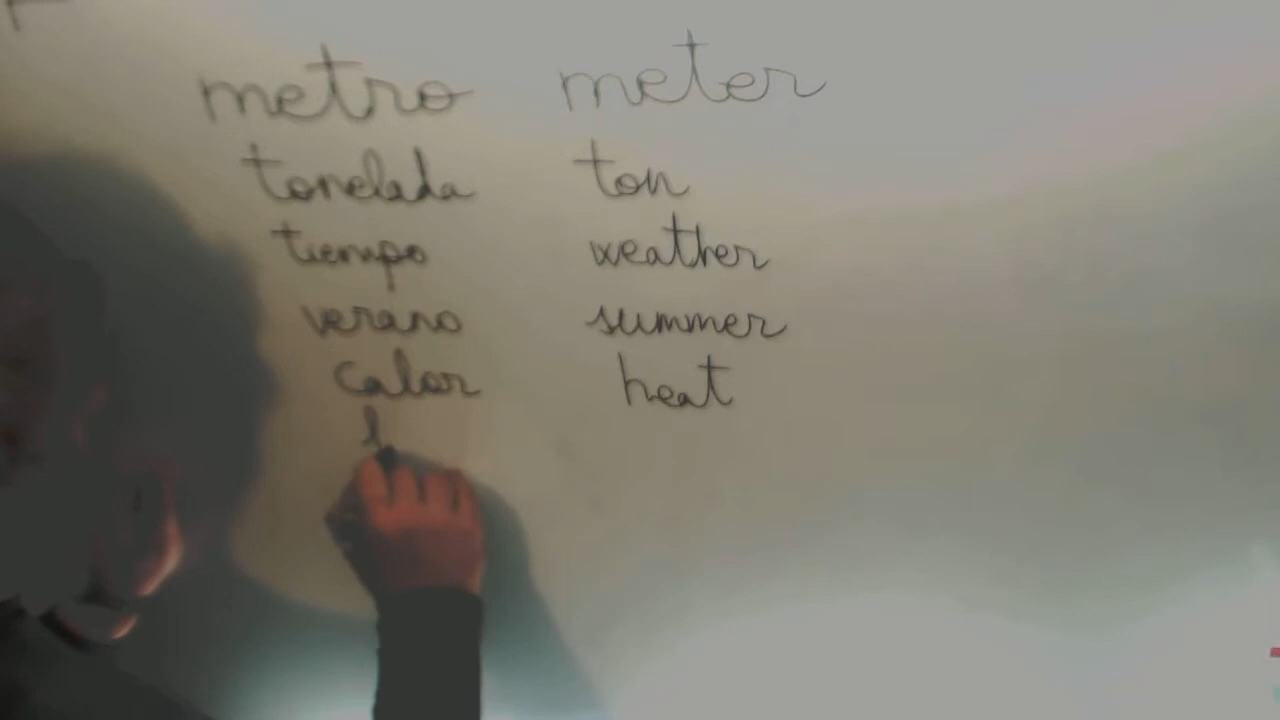 metro meter
tonelada ton
tiempo weather
verano summer
calor heat